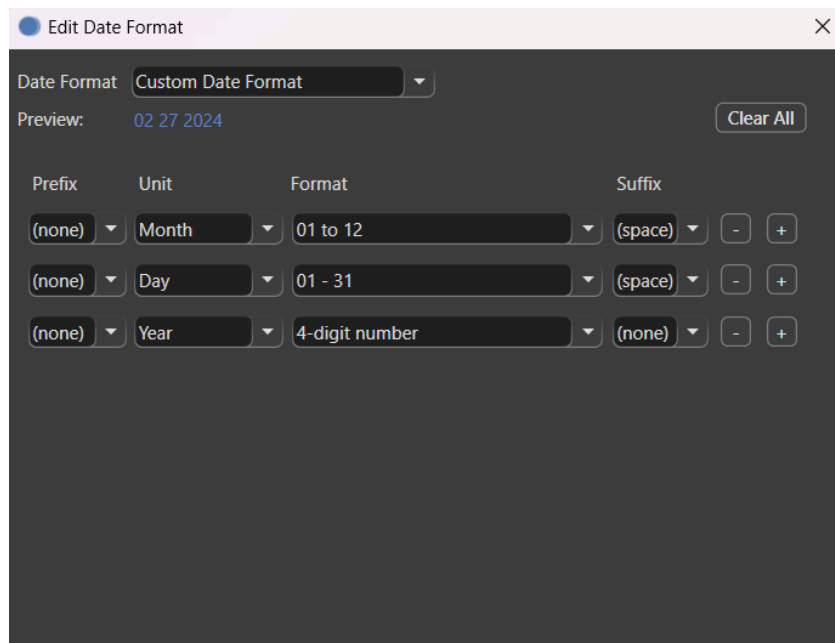 Edit Date Format
Date Format Custom Date Format
Preview: 02 27 2024 Clear All
Prefix Unit Format Suffix
(none) Month 01 to 12 (space) - +
(none) Day 01 - 31 (space) - +
(none) Year 4-digit number (none) - +